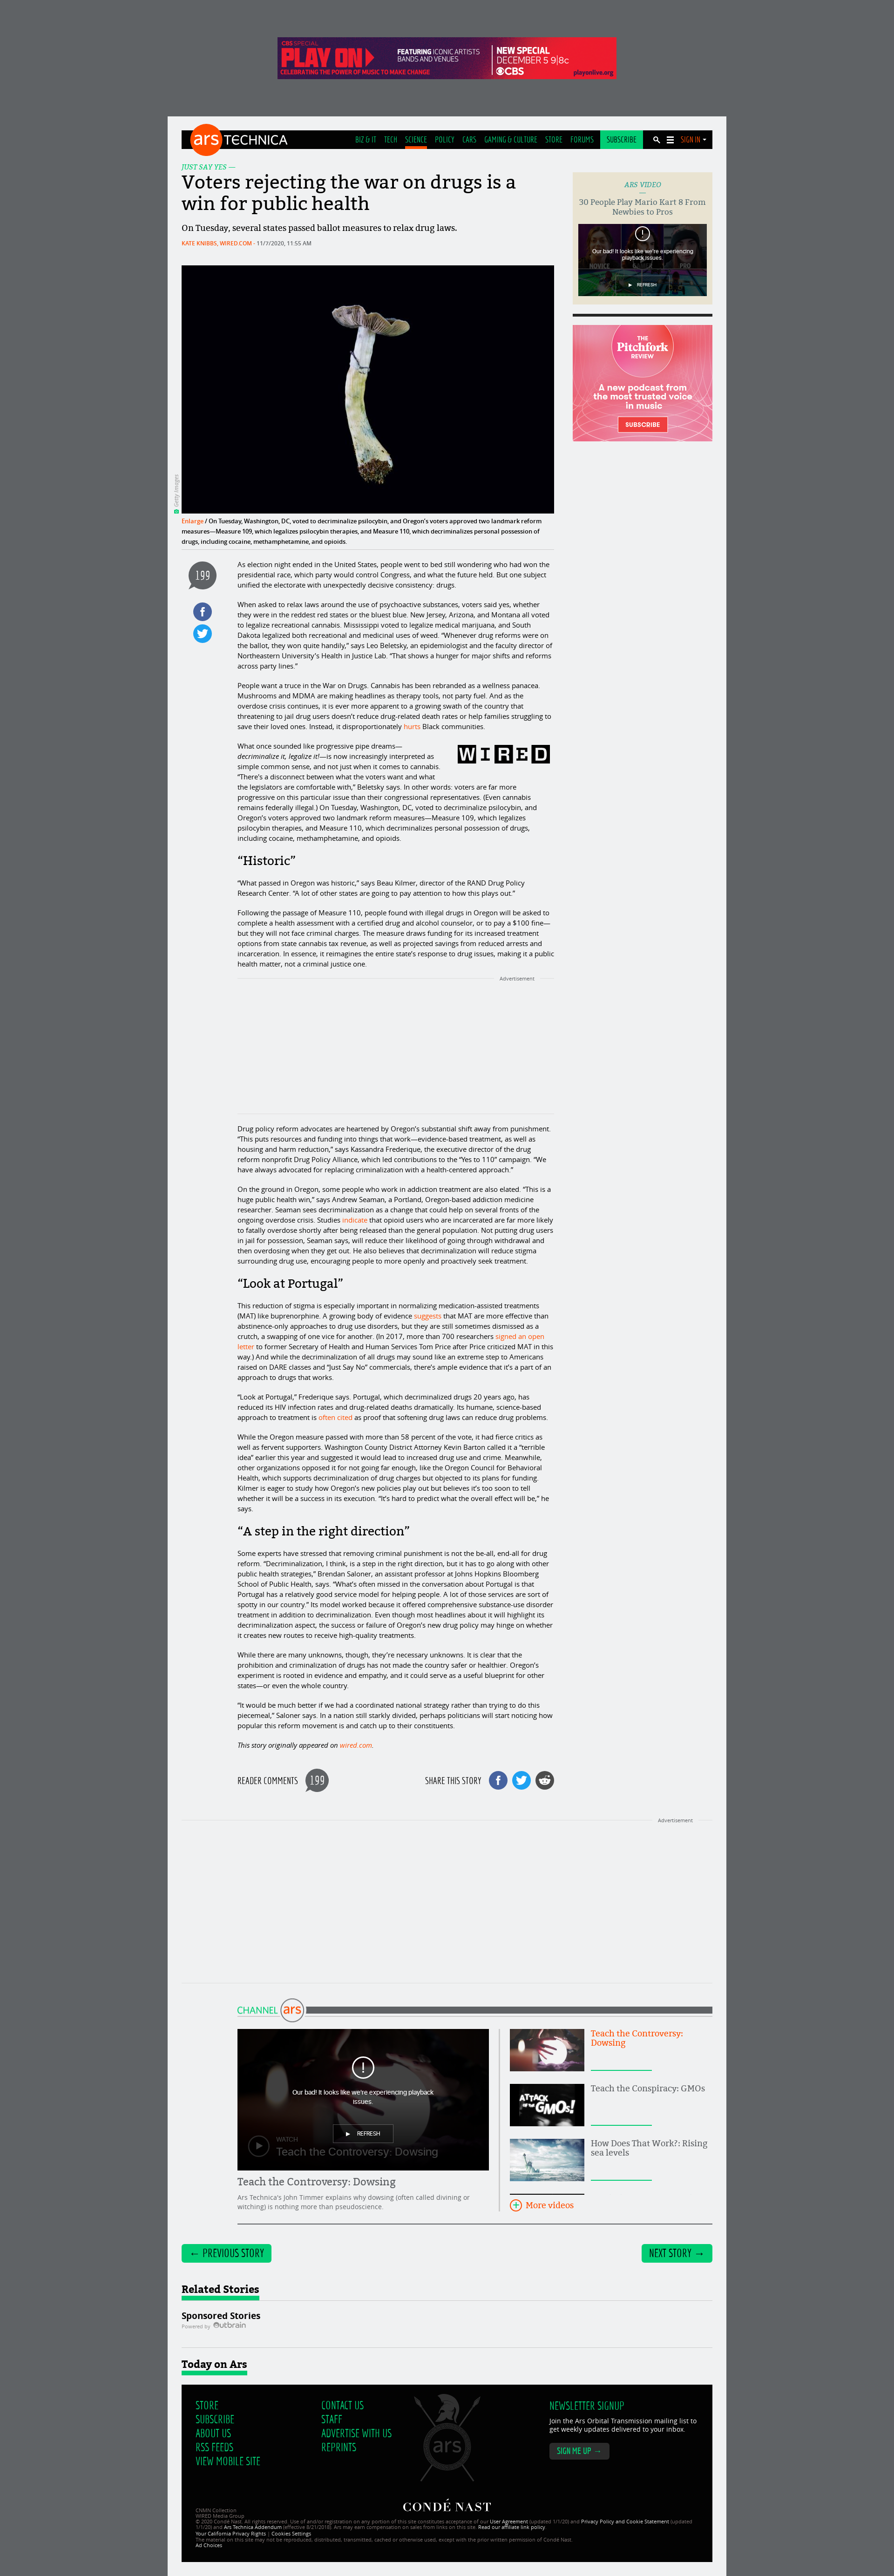 CBS SPECIAL
PLAY ON
CELEBRATING THE POWER OF MUSIC TO MAKE CHANGE
FEATURING ICONIC ARTISTS
BANDS AND VENUES
NEW SPECIAL
DECEMBER 5 9|8c
CBS
playonlive.org
ars TECHNICA
BIZ & IT TECH SCIENCE POLICY CARS GAMING & CULTURE STORE FORUMS SUBSCRIBE SIGN IN
JUST SAY YES —
Voters rejecting the war on drugs is a
win for public health
On Tuesday, several states passed ballot measures to relax drug laws.
KATE KNIBBS, WIRED.COM - 11/7/2020, 11:55 AM
ARS VIDEO
30 People Play Mario Kart 8 From
Newbies to Pros
Our bad! It looks like we're experiencing
playback issues.
NOVICE
PRO
REFRESH
THE
Pitchfork
REVIEW
A new podcast from
the most trusted voice
in music
SUBSCRIBE
Getty Images
Enlarge / On Tuesday, Washington, DC, voted to decriminalize psilocybin, and Oregon's voters approved two landmark reform
measures—Measure 109, which legalizes psilocybin therapies, and Measure 110, which decriminalizes personal possession of
drugs, including cocaine, methamphetamine, and opioids.
199
As election night ended in the United States, people went to bed still wondering who had won the
presidential race, which party would control Congress, and what the future held. But one subject
unified the electorate with unexpectedly decisive consistency: drugs.
When asked to relax laws around the use of psychoactive substances, voters said yes, whether
they were in the reddest red states or the bluest blue. New Jersey, Arizona, and Montana all voted
to legalize recreational cannabis. Mississippi voted to legalize medical marijuana, and South
Dakota legalized both recreational and medicinal uses of weed. “Whenever drug reforms were on
the ballot, they won quite handily,” says Leo Beletsky, an epidemiologist and the faculty director of
Northeastern University's Health in Justice Lab. “That shows a hunger for major shifts and reforms
across party lines.”
People want a truce in the War on Drugs. Cannabis has been rebranded as a wellness panacea.
Mushrooms and MDMA are making headlines as therapy tools, not party fuel. And as the
overdose crisis continues, it is ever more apparent to a growing swath of the country that
threatening to jail drug users doesn't reduce drug-related death rates or help families struggling to
save their loved ones. Instead, it disproportionately hurts Black communities.
What once sounded like progressive pipe dreams—
decriminalize it, legalize it!—is now increasingly interpreted as
simple common sense, and not just when it comes to cannabis.
“There's a disconnect between what the voters want and what
the legislators are comfortable with,” Beletsky says. In other words: voters are far more
progressive on this particular issue than their congressional representatives. (Even cannabis
remains federally illegal.) On Tuesday, Washington, DC, voted to decriminalize psilocybin, and
Oregon's voters approved two landmark reform measures—Measure 109, which legalizes
psilocybin therapies, and Measure 110, which decriminalizes personal possession of drugs,
including cocaine, methamphetamine, and opioids.
WIRED
“Historic”
“What passed in Oregon was historic,” says Beau Kilmer, director of the RAND Drug Policy
Research Center. “A lot of other states are going to pay attention to how this plays out.”
Following the passage of Measure 110, people found with illegal drugs in Oregon will be asked to
complete a health assessment with a certified drug and alcohol counselor, or to pay a $100 fine—
but they will not face criminal charges. The measure draws funding for its increased treatment
options from state cannabis tax revenue, as well as projected savings from reduced arrests and
incarceration. In essence, it reimagines the entire state's response to drug issues, making it a public
health matter, not a criminal justice one.
Advertisement
Drug policy reform advocates are heartened by Oregon's substantial shift away from punishment.
“This puts resources and funding into things that work—evidence-based treatment, as well as
housing and harm reduction,” says Kassandra Frederique, the executive director of the drug
reform nonprofit Drug Policy Alliance, which led contributions to the “Yes to 110” campaign. “We
have always advocated for replacing criminalization with a health-centered approach.”
On the ground in Oregon, some people who work in addiction treatment are also elated. “This is a
huge public health win,” says Andrew Seaman, a Portland, Oregon-based addiction medicine
researcher. Seaman sees decriminalization as a change that could help on several fronts of the
ongoing overdose crisis. Studies indicate that opioid users who are incarcerated are far more likely
to fatally overdose shortly after being released than the general population. Not putting drug users
in jail for possession, Seaman says, will reduce their likelihood of going through withdrawal and
then overdosing when they get out. He also believes that decriminalization will reduce stigma
surrounding drug use, encouraging people to more openly and proactively seek treatment.
“Look at Portugal”
This reduction of stigma is especially important in normalizing medication-assisted treatments
(MAT) like buprenorphine. A growing body of evidence suggests that MAT are more effective than
abstinence-only approaches to drug use disorders, but they are still sometimes dismissed as a
crutch, a swapping of one vice for another. (In 2017, more than 700 researchers signed an open
letter to former Secretary of Health and Human Services Tom Price after Price criticized MAT in this
way.) And while the decriminalization of all drugs may sound like an extreme step to Americans
raised on DARE classes and “Just Say No” commercials, there's ample evidence that it's a part of an
approach to drugs that works.
“Look at Portugal,” Frederique says. Portugal, which decriminalized drugs 20 years ago, has
reduced its HIV infection rates and drug-related deaths dramatically. Its humane, science-based
approach to treatment is often cited as proof that softening drug laws can reduce drug problems.
While the Oregon measure passed with more than 58 percent of the vote, it had fierce critics as
well as fervent supporters. Washington County District Attorney Kevin Barton called it a “terrible
idea” earlier this year and suggested it would lead to increased drug use and crime. Meanwhile,
other organizations opposed it for not going far enough, like the Oregon Council for Behavioral
Health, which supports decriminalization of drug charges but objected to its plans for funding.
Kilmer is eager to study how Oregon's new policies play out but believes it's too soon to tell
whether it will be a success in its execution. “It's hard to predict what the overall effect will be,” he
says.
“A step in the right direction”
Some experts have stressed that removing criminal punishment is not the be-all, end-all for drug
reform. “Decriminalization, I think, is a step in the right direction, but it has to go along with other
public health strategies,” Brendan Saloner, an assistant professor at Johns Hopkins Bloomberg
School of Public Health, says. “What's often missed in the conversation about Portugal is that
Portugal has a relatively good service model for helping people. A lot of those services are sort of
spotty in our country.” Its model worked because it offered comprehensive substance-use disorder
treatment in addition to decriminalization. Even though most headlines about it will highlight its
decriminalization aspect, the success or failure of Oregon's new drug policy may hinge on whether
it creates new routes to receive high-quality treatments.
While there are many unknowns, though, they're necessary unknowns. It is clear that the
prohibition and criminalization of drugs has not made the country safer or healthier. Oregon's
experiment is rooted in evidence and empathy, and it could serve as a useful blueprint for other
states—or even the whole country.
“It would be much better if we had a coordinated national strategy rather than trying to do this
piecemeal,” Saloner says. In a nation still starkly divided, perhaps politicians will start noticing how
popular this reform movement is and catch up to their constituents.
This story originally appeared on wired.com.
READER COMMENTS 199
SHARE THIS STORY
Advertisement
CHANNEL ars
Our bad! It looks like we're experiencing playback
issues.
REFRESH
WATCH
Teach the Controversy: Dowsing
Teach the Controversy: Dowsing
Ars Technica's John Timmer explains why dowsing (often called divining or
witching) is nothing more than pseudoscience.
Teach the Controversy:
Dowsing
ATTACK
OF THE
GMOs!
Teach the Conspiracy: GMOs
How Does That Work?: Rising
sea levels
More videos
← PREVIOUS STORY
NEXT STORY →
Related Stories
Sponsored Stories
Powered by Outbrain
Today on Ars
STORE
SUBSCRIBE
ABOUT US
RSS FEEDS
VIEW MOBILE SITE
CONTACT US
STAFF
ADVERTISE WITH US
REPRINTS
ars
NEWSLETTER SIGNUP
Join the Ars Orbital Transmission mailing list to
get weekly updates delivered to your inbox.
SIGN ME UP →
CONDÉ NAST
CNMN Collection
WIRED Media Group
© 2020 Condé Nast. All rights reserved. Use of and/or registration on any portion of this site constitutes acceptance of our User Agreement (updated 1/1/20) and Privacy Policy and Cookie Statement (updated
1/1/20) and Ars Technica Addendum (effective 8/21/2018). Ars may earn compensation on sales from links on this site. Read our affiliate link policy.
Your California Privacy Rights | Cookies Settings
The material on this site may not be reproduced, distributed, transmitted, cached or otherwise used, except with the prior written permission of Condé Nast.
Ad Choices